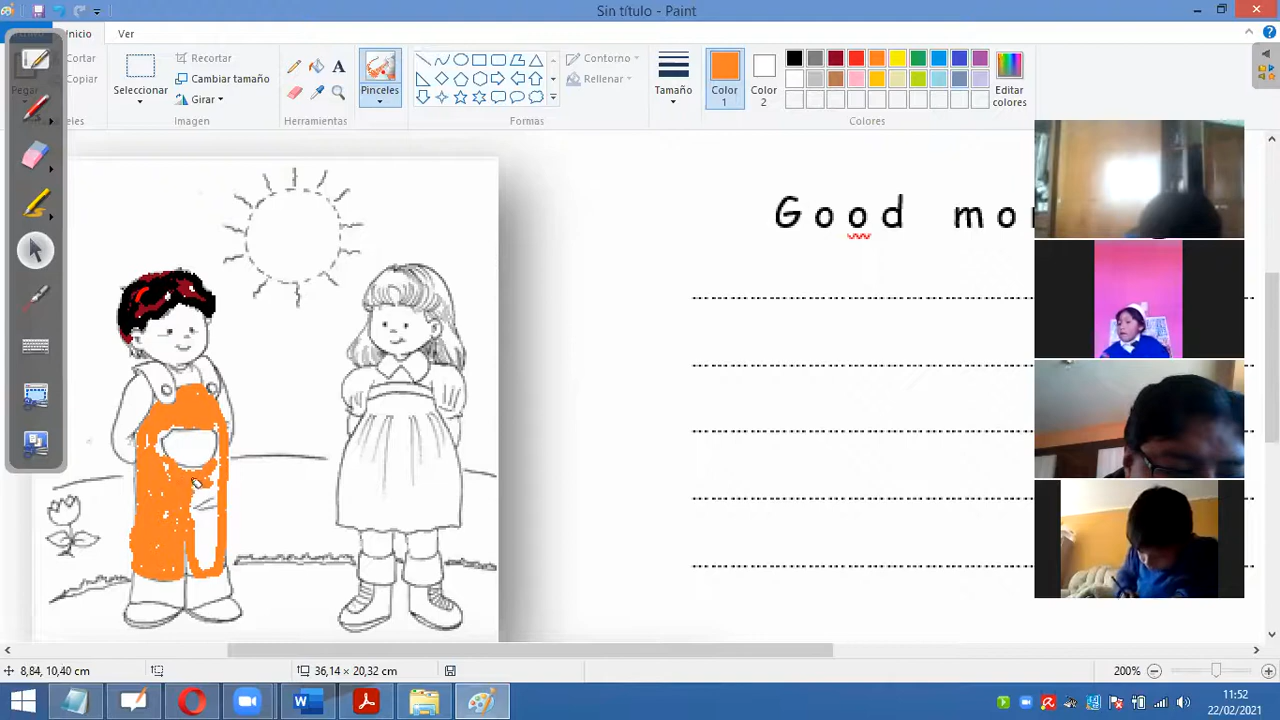 Sin título - Paint
Inicio Ver
Cortar
Copiar
Pegar
Seleccionar
Recortar
Cambiar tamaño
Girar
Imagen
Herramientas
Pinceles
Formas
Contorno
Rellenar
Tamaño
Color 1
Color 2
Editar colores
Colores
Good mor
8,84, 10,40 cm
36,14 × 20,32 cm
200%
11:52
22/02/2021